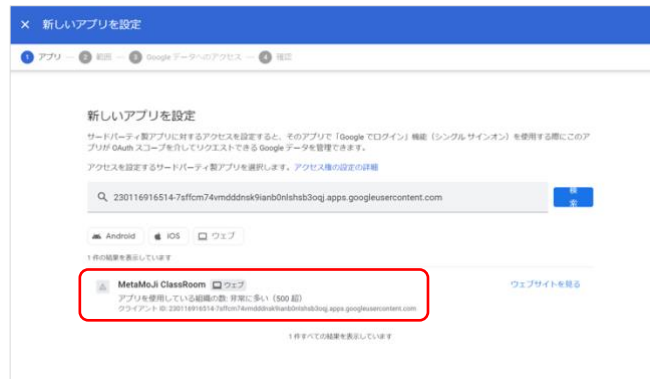 × 新しいアプリを設定
1 アプリ — 2 範囲 — 3 Google データへのアクセス — 4 確認
新しいアプリを設定
サードパーティ製アプリに対するアクセスを設定すると、そのアプリで「Google でログイン」機能（シングル サインオン）を使用する際にこのア
プリが OAuth スコープを介してリクエストできる Google データを管理できます。
アクセスを設定するサードパーティ製アプリを選択します。アクセス権の設定の詳細
230116916514-7sffcm74vmdddnsk9ianb0nlshsb3oqj.apps.googleusercontent.com
検
索
Android iOS ウェブ
1 件の結果を表示しています
MetaMoJi ClassRoom ウェブ ウェブサイトを見る
アプリを使用している組織の数: 非常に多い（500 超）
クライアント ID: 230116916514-7sffcm74vmdddnsk9ianb0nlshsb3oqj.apps.googleusercontent.com
1 件すべての結果を表示しています